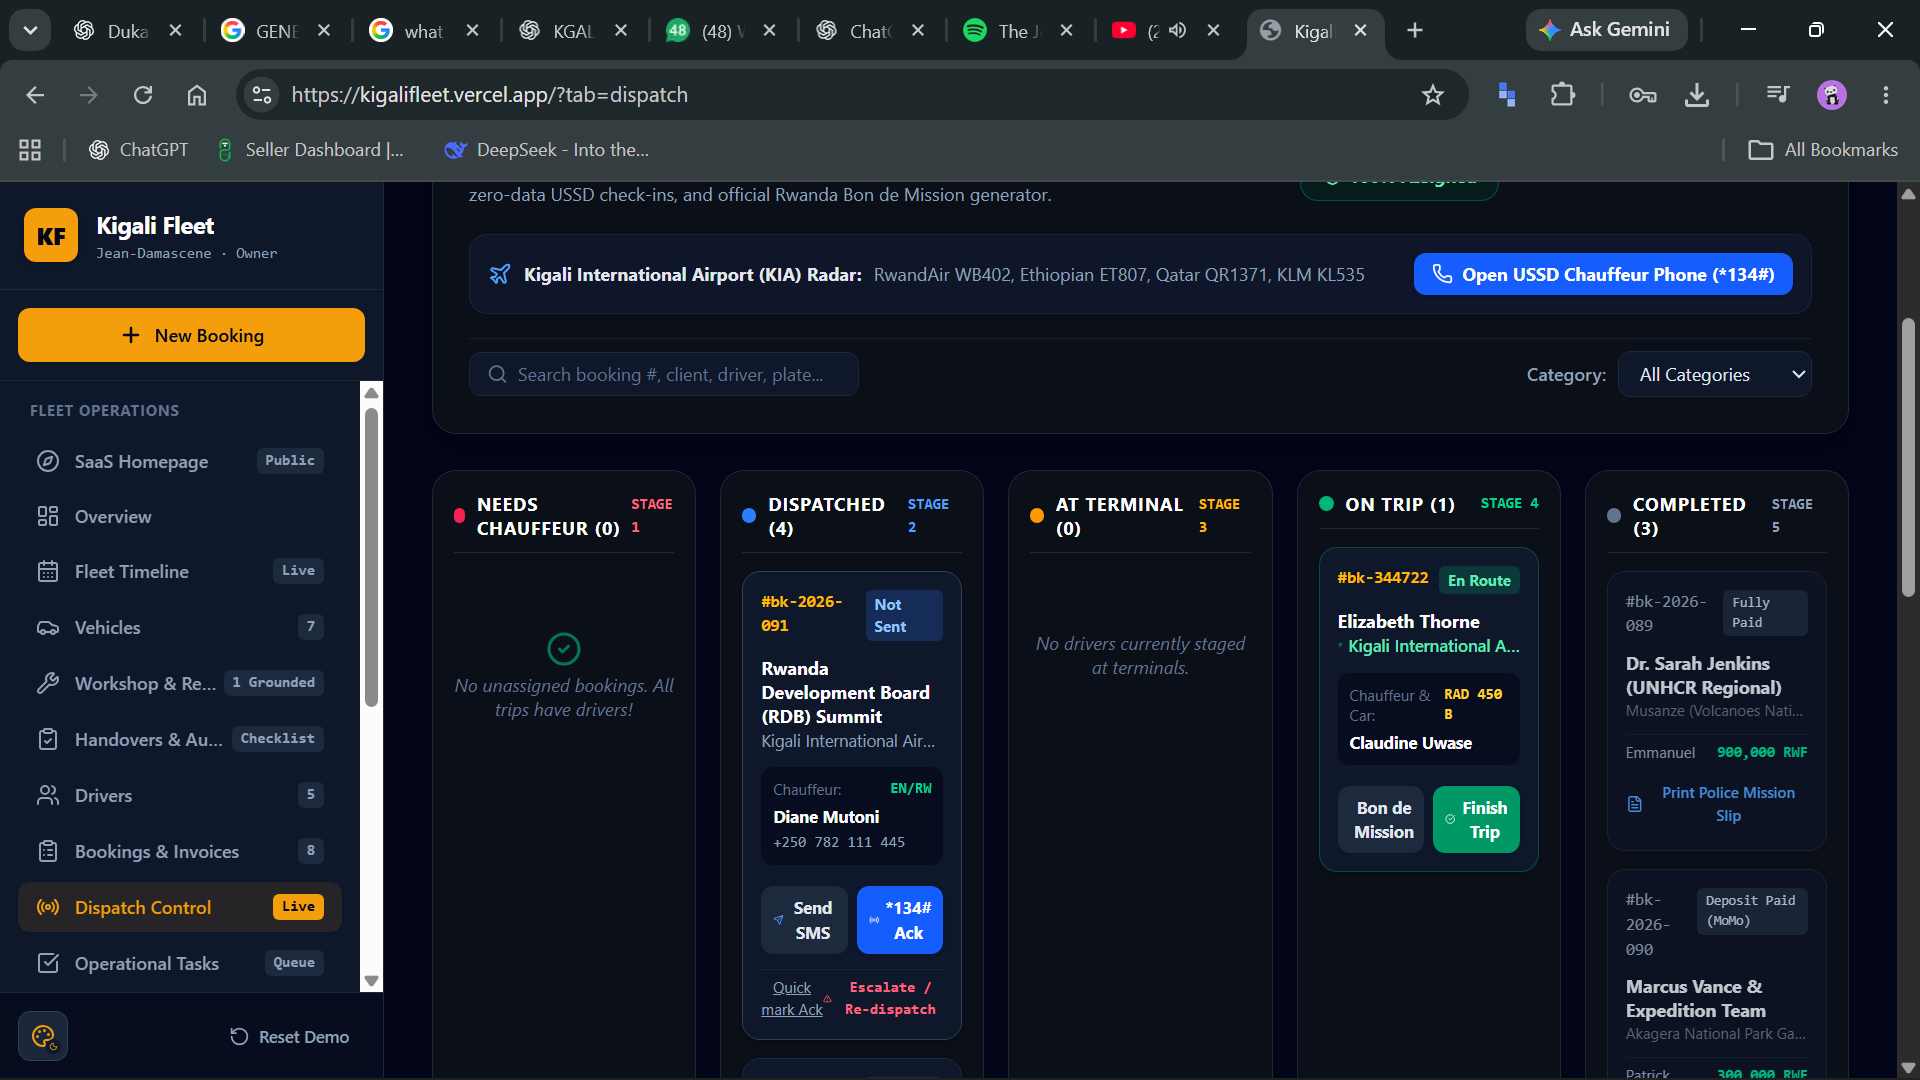 Duka
GENE
what
KGAL
48
(48) W
Chat
The J
(2
Kigal
Ask Gemini
https://kigalifleet.vercel.app/?tab=dispatch
ChatGPT
Seller Dashboard |...
DeepSeek - Into the...
All Bookmarks
KF
Kigali Fleet
Jean-Damascene · Owner
New Booking
FLEET OPERATIONS
SaaS Homepage
Public
Overview
Fleet Timeline
Live
Vehicles
7
Workshop & Re...
1 Grounded
Handovers & Au...
Checklist
Drivers
5
Bookings & Invoices
8
Dispatch Control
Live
Operational Tasks
Queue
Reset Demo
zero-data USSD check-ins, and official Rwanda Bon de Mission generator.
Kigali International Airport (KIA) Radar: RwandAir WB402, Ethiopian ET807, Qatar QR1371, KLM KL535
Open USSD Chauffeur Phone (*134#)
Search booking #, client, driver, plate...
Category:
All Categories
NEEDS
CHAUFFEUR (0)
STAGE
1
No unassigned bookings. All
trips have drivers!
DISPATCHED
(4)
STAGE
2
#bk-2026-
091
Not
Sent
Rwanda
Development Board
(RDB) Summit
Kigali International Air...
Chauffeur:
EN/RW
Diane Mutoni
+250 782 111 445
Send
SMS
*134#
Ack
Quick
mark Ack
Escalate /
Re-dispatch
AT TERMINAL
(0)
STAGE
3
No drivers currently staged
at terminals.
ON TRIP (1)
STAGE 4
#bk-344722
En Route
Elizabeth Thorne
Kigali International A...
Chauffeur &
Car:
RAD 450
B
Claudine Uwase
Bon de
Mission
Finish
Trip
COMPLETED
(3)
STAGE
5
#bk-2026-
089
Fully
Paid
Dr. Sarah Jenkins
(UNHCR Regional)
Musanze (Volcanoes Nati...
Emmanuel
900,000 RWF
Print Police Mission
Slip
#bk-
2026-
090
Deposit Paid
(MoMo)
Marcus Vance &
Expedition Team
Akagera National Park Ga...
Patrick
300,000 RWF